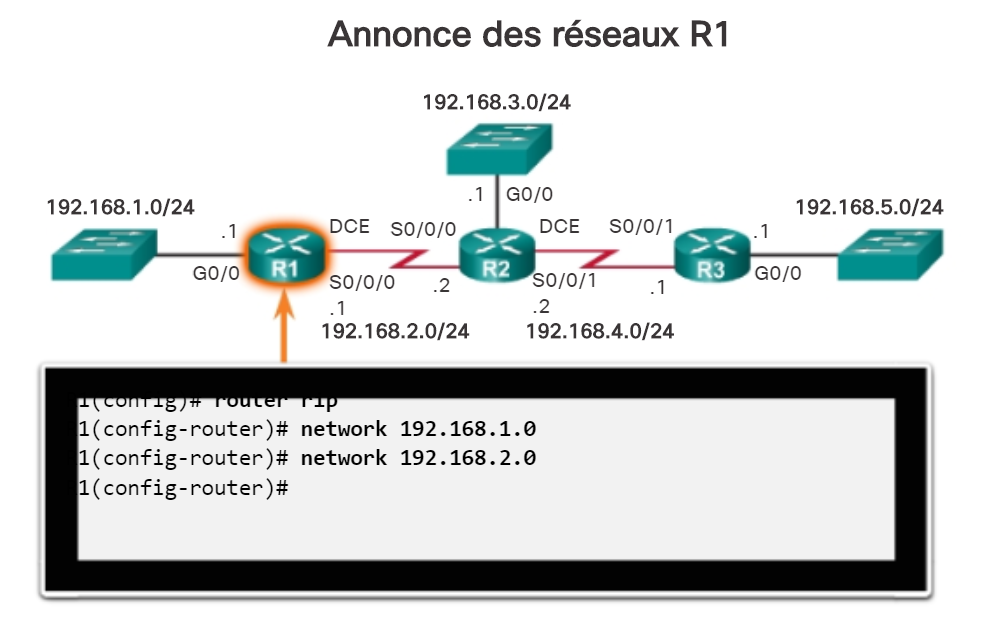 Annonce des réseaux R1
192.168.3.0/24
.1 G0/0
192.168.1.0/24
192.168.5.0/24
.1 DCE S0/0/0 DCE S0/0/1 .1
R1 R2 R3
G0/0 S0/0/0 .2 S0/0/1 .1 G0/0
.1 .2
192.168.2.0/24 192.168.4.0/24
1(config)# router rip
1(config-router)# network 192.168.1.0
1(config-router)# network 192.168.2.0
1(config-router)#